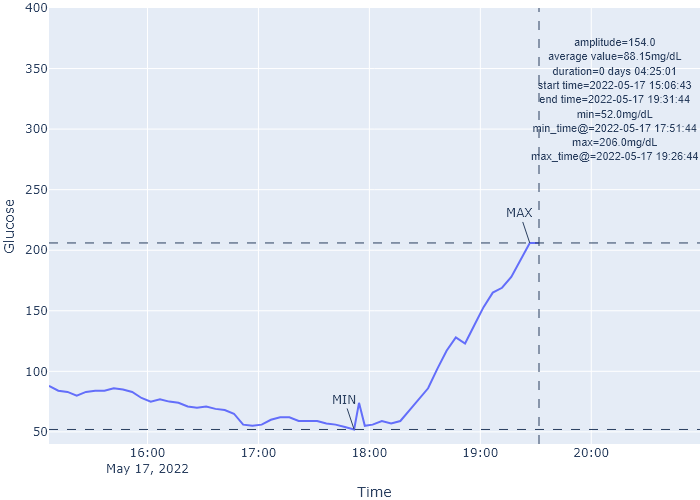 400
350
300
250
200
150
100
50
Glucose
amplitude=154.0
average value=88.15mg/dL
duration=0 days 04:25:01
start time=2022-05-17 15:06:43
end time=2022-05-17 19:31:44
min=52.0mg/dL
min_time@=2022-05-17 17:51:44
max=206.0mg/dL
max_time@=2022-05-17 19:26:44
MAX
MIN
16:00 17:00 18:00 19:00 20:00
May 17, 2022
Time